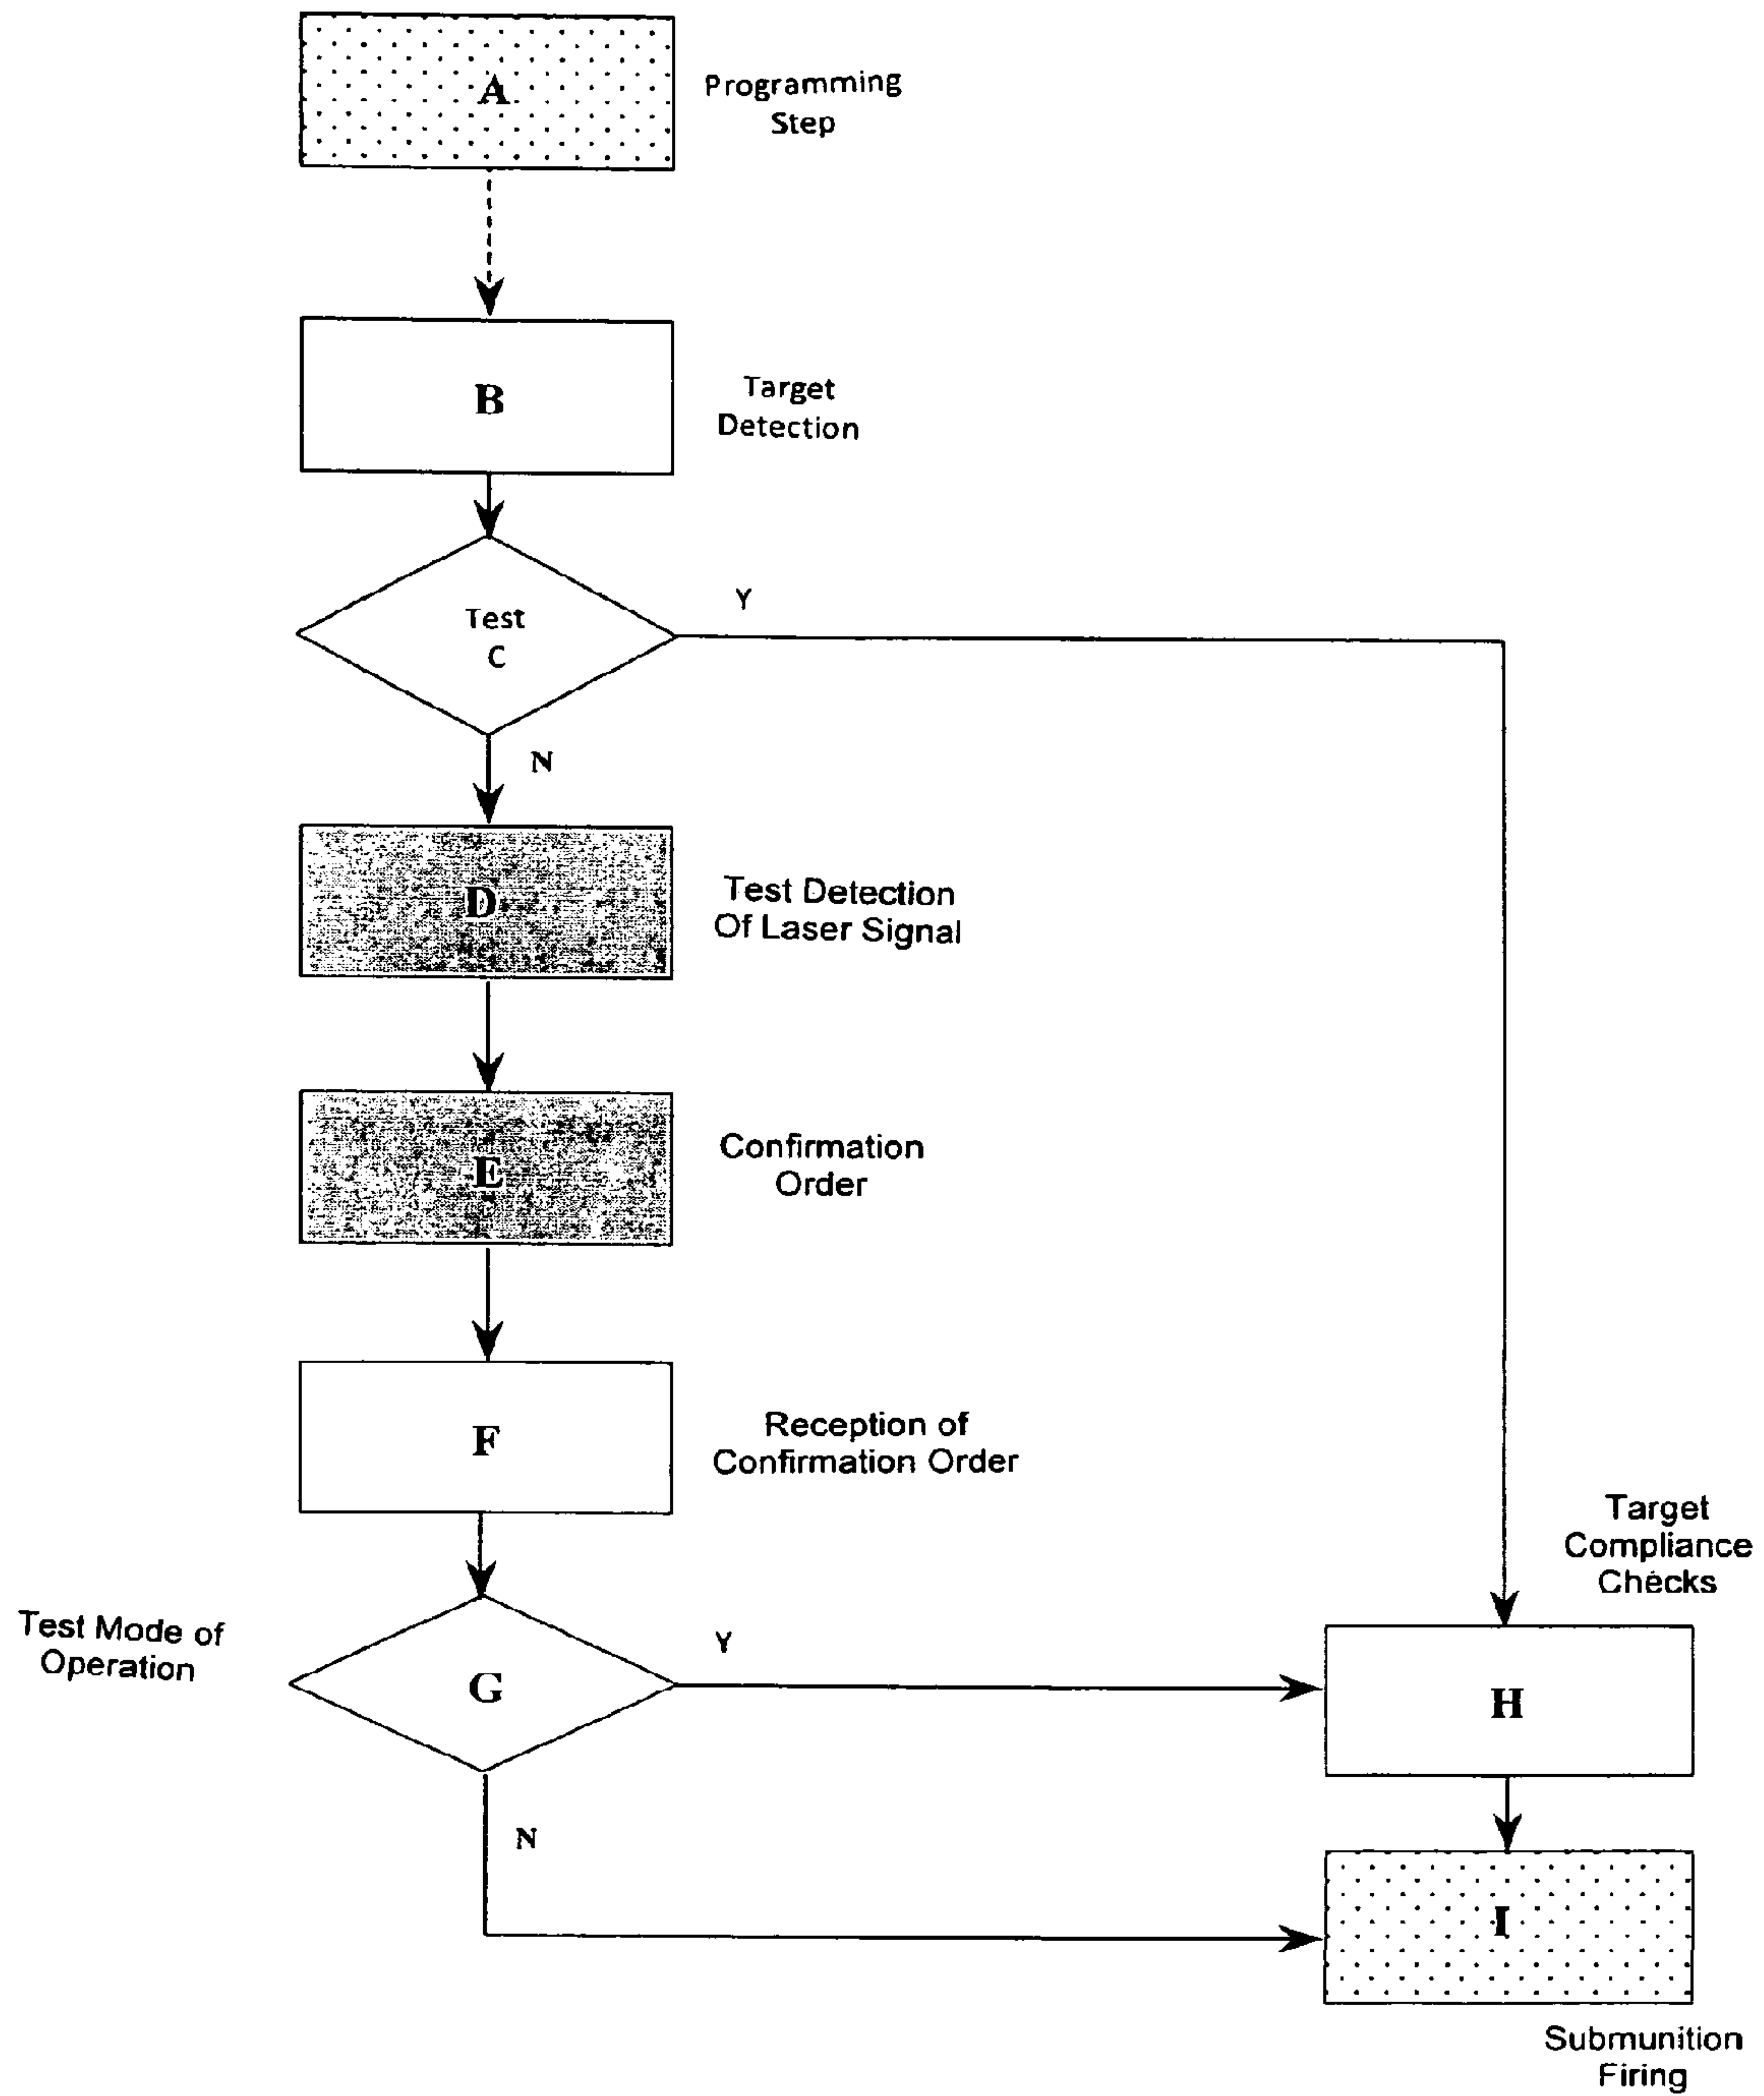 A
Programming
Step
B
Target
Detection
Test
C
Y
N
D
Test Detection
Of Laser Signal
E
Confirmation
Order
F
Reception of
Confirmation Order
Test Mode of
Operation
G
Y
N
Target
Compliance
Checks
H
I
Submunition
Firing